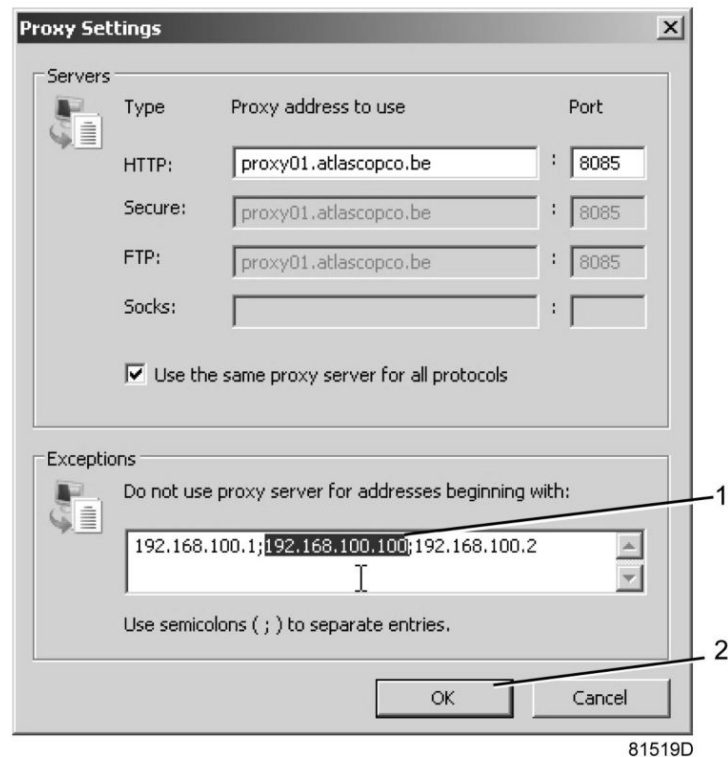 Proxy Settings
Servers
Type Proxy address to use Port
HTTP: proxy01.atlascopco.be : 8085
Secure: proxy01.atlascopco.be : 8085
FTP: proxy01.atlascopco.be : 8085
Socks: :
Use the same proxy server for all protocols
Exceptions
Do not use proxy server for addresses beginning with:
1
192.168.100.1;192.168.100.100;192.168.100.2
Use semicolons ( ; ) to separate entries.
2
OK Cancel
81519D